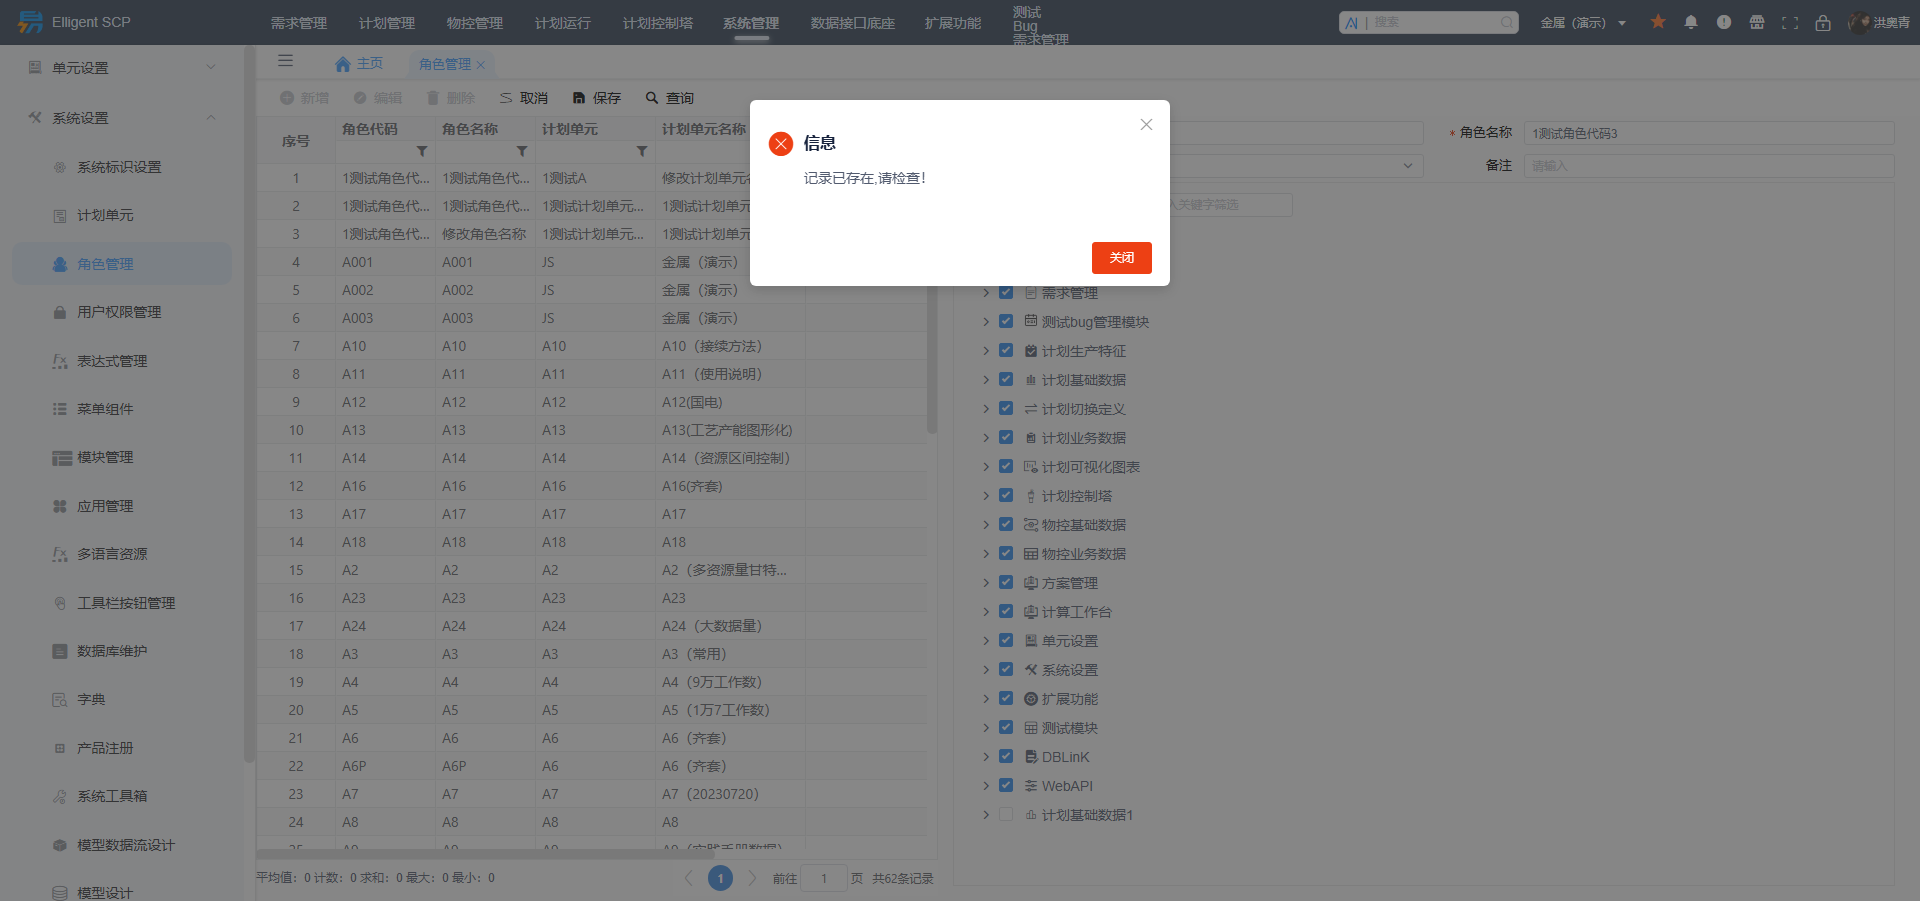 Elligent SCP
需求管理 计划管理 物控管理 计划运行 计划控制塔 系统管理 数据接口底座 扩展功能
测试
Bug
需求管理
AI | 搜索
金属（演示）
洪奥青
单元设置
系统设置
系统标识设置
计划单元
角色管理
用户权限管理
表达式管理
菜单组件
模块管理
应用管理
多语言资源
工具栏按钮管理
数据库维护
字典
产品注册
系统工具箱
模型数据流设计
模型设计
主页 角色管理
新增 编辑 删除 取消 保存 查询
序号 角色代码 角色名称 计划单元 计划单元名称
1 1测试角色代... 1测试角色代... 1测试A 修改计划单元
2 1测试角色代... 1测试角色代... 1测试计划单元... 1测试计划单元
3 1测试角色代... 修改角色名称 1测试计划单元... 1测试计划单元
4 A001 A001 JS 金属（演示）
5 A002 A002 JS 金属（演示）
6 A003 A003 JS 金属（演示）
7 A10 A10 A10 A10（接续方法）
8 A11 A11 A11 A11（使用说明）
9 A12 A12 A12 A12(国电)
10 A13 A13 A13 A13(工艺产能图形化)
11 A14 A14 A14 A14（资源区间控制）
12 A16 A16 A16 A16(齐套)
13 A17 A17 A17 A17
14 A18 A18 A18 A18
15 A2 A2 A2 A2（多资源量甘特...
16 A23 A23 A23 A23
17 A24 A24 A24 A24（大数据量）
18 A3 A3 A3 A3（常用）
19 A4 A4 A4 A4（9万工作数）
20 A5 A5 A5 A5（1万7工作数）
21 A6 A6 A6 A6（齐套）
22 A6P A6P A6 A6（齐套）
23 A7 A7 A7 A7（20230720）
24 A8 A8 A8 A8
25 A9 A9 A9 A9（实践手册数据）
平均值：0 计数：0 求和：0 最大：0 最小：0
1 前往 1 页 共62条记录
信息
记录已存在,请检查!
关闭
* 角色名称 1测试角色代码3
备注 请输入
入关键字筛选
需求管理
测试bug管理模块
计划生产特征
计划基础数据
计划切换定义
计划业务数据
计划可视化图表
计划控制塔
物控基础数据
物控业务数据
方案管理
计算工作台
单元设置
系统设置
扩展功能
测试模块
DBLinK
WebAPI
计划基础数据1